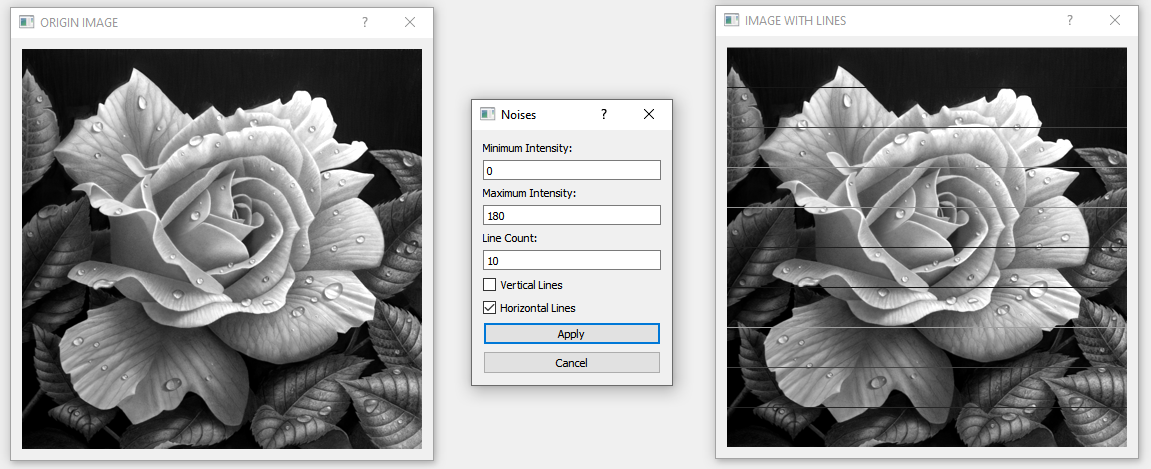 ORIGIN IMAGE
Noises
Minimum Intensity:
0
Maximum Intensity:
180
Line Count:
10
Vertical Lines
Horizontal Lines
Apply
Cancel
IMAGE WITH LINES